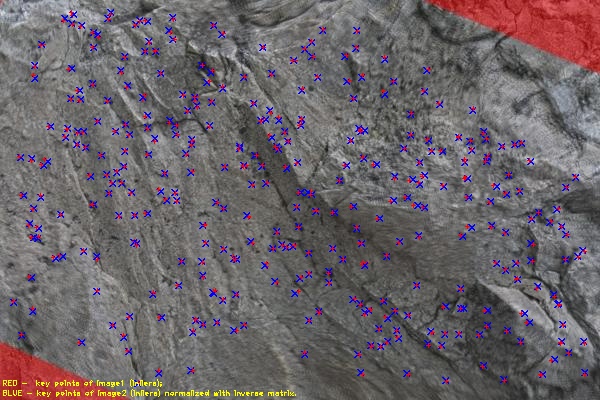 RED - key points of image1 (inliers);
BLUE - key points of image2 (inliers) normalized with inverse matrix.